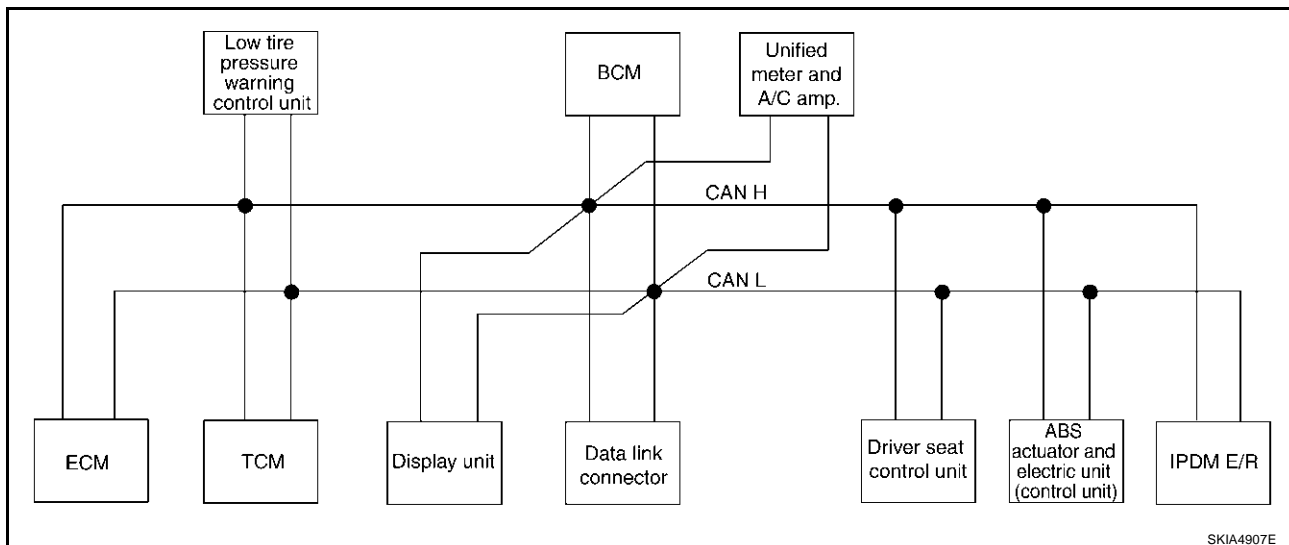 Low tire
pressure
warning
control unit
BCM
Unified
meter and
A/C amp.
CAN H
CAN L
ECM
TCM
Display unit
Data link
connector
Driver seat
control unit
ABS
actuator and
electric unit
(control unit)
IPDM E/R
SKIA4907E